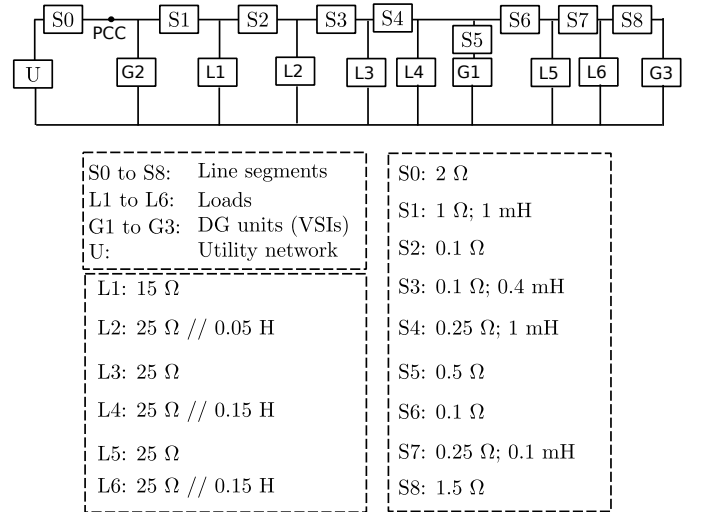 S0 S1 S2 S3 S4 S6 S7 S8
PCC
S5
U G2 L1 L2 L3 L4 G1 L5 L6 G3
S0 to S8: Line segments
L1 to L6: Loads
G1 to G3: DG units (VSIs)
U: Utility network
L1: 15 Ω
L2: 25 Ω // 0.05 H
L3: 25 Ω
L4: 25 Ω // 0.15 H
L5: 25 Ω
L6: 25 Ω // 0.15 H
S0: 2 Ω
S1: 1 Ω; 1 mH
S2: 0.1 Ω
S3: 0.1 Ω; 0.4 mH
S4: 0.25 Ω; 1 mH
S5: 0.5 Ω
S6: 0.1 Ω
S7: 0.25 Ω; 0.1 mH
S8: 1.5 Ω